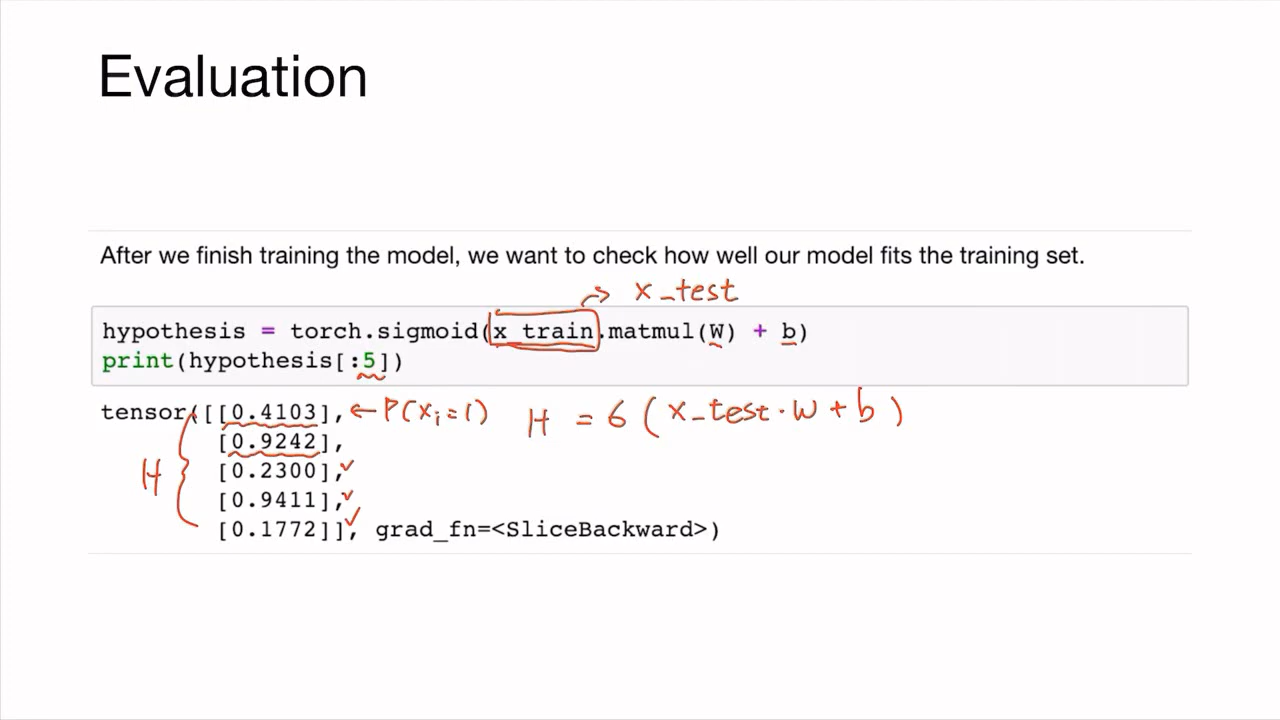 Evaluation
After we finish training the model, we want to check how well our model fits the training set.
x_test
hypothesis = torch.sigmoid(x_train.matmul(W) + b)
print(hypothesis[:5])
tensor([[0.4103], ← P(xi=1) H = 6 (x_test·W+b)
[0.9242],
H [0.2300],
[0.9411],
[0.1772]], grad_fn=<SliceBackward>)